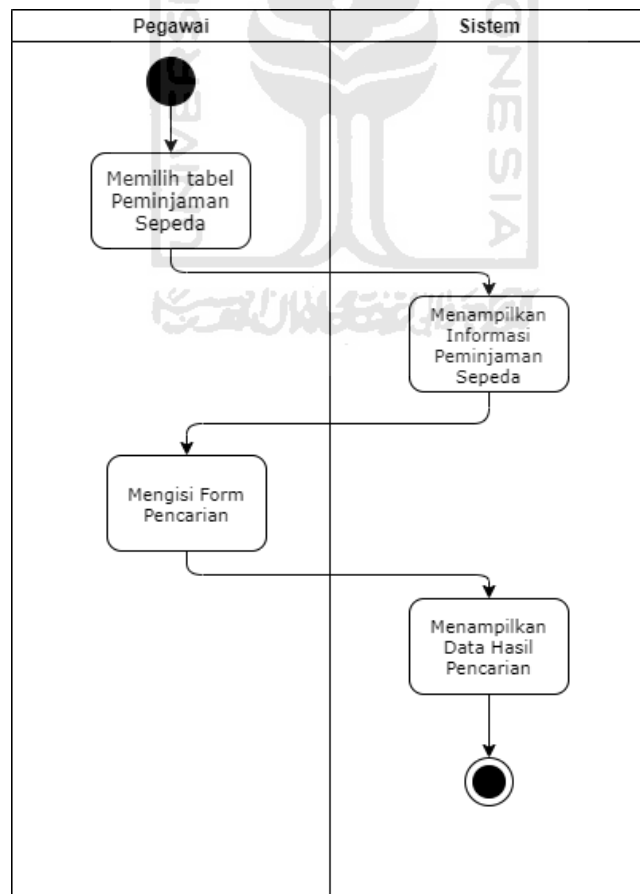 Pegawai
Sistem
Memilih tabel
Peminjaman
Sepeda
Menampilkan
Informasi
Peminjaman
Sepeda
Mengisi Form
Pencarian
Menampilkan
Data Hasil
Pencarian